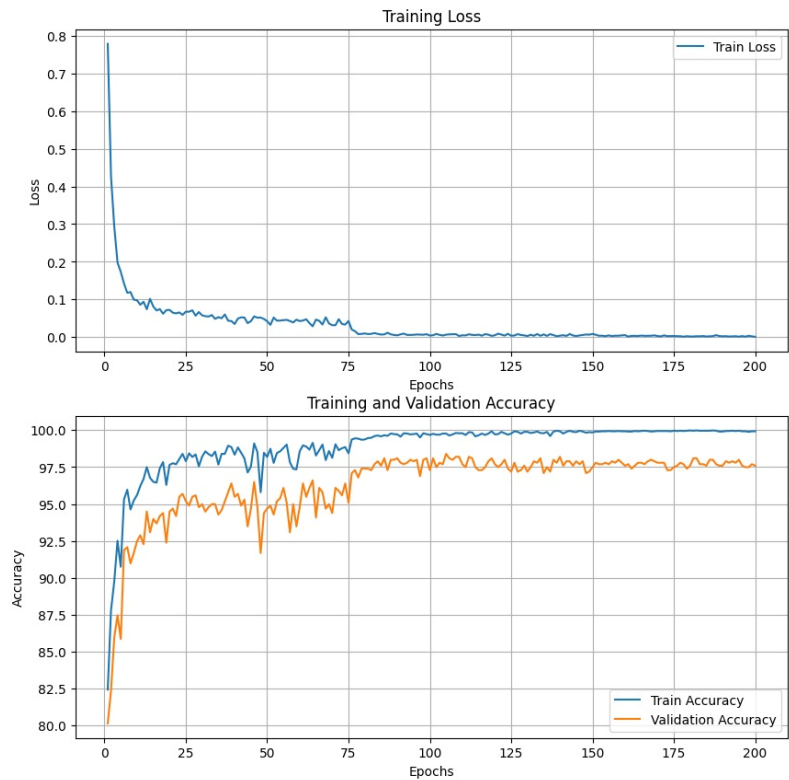 Training Loss
Train Loss
0.8
0.7
0.6
0.5
0.4
0.3
0.2
0.1
0.0
Loss
0 25 50 75 100 125 150 175 200
Epochs
Training and Validation Accuracy
100.0
97.5
95.0
92.5
90.0
87.5
85.0
82.5
80.0
Accuracy
Train Accuracy
Validation Accuracy
0 25 50 75 100 125 150 175 200
Epochs